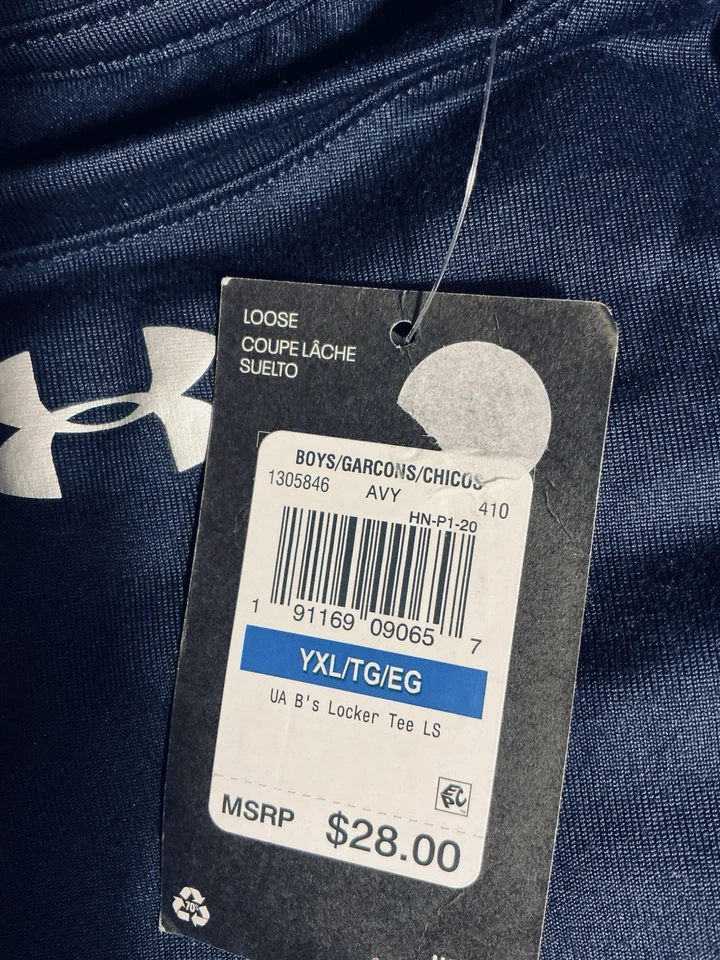 LOOSE
COUPE LÂCHE
SUELTO
BOYS/GARCONS/CHICOS
1305846 AVY 410
HN-P1-20
1 91169 09065 7
YXL/TG/EG
UA B's Locker Tee LS
MSRP $28.00
70%